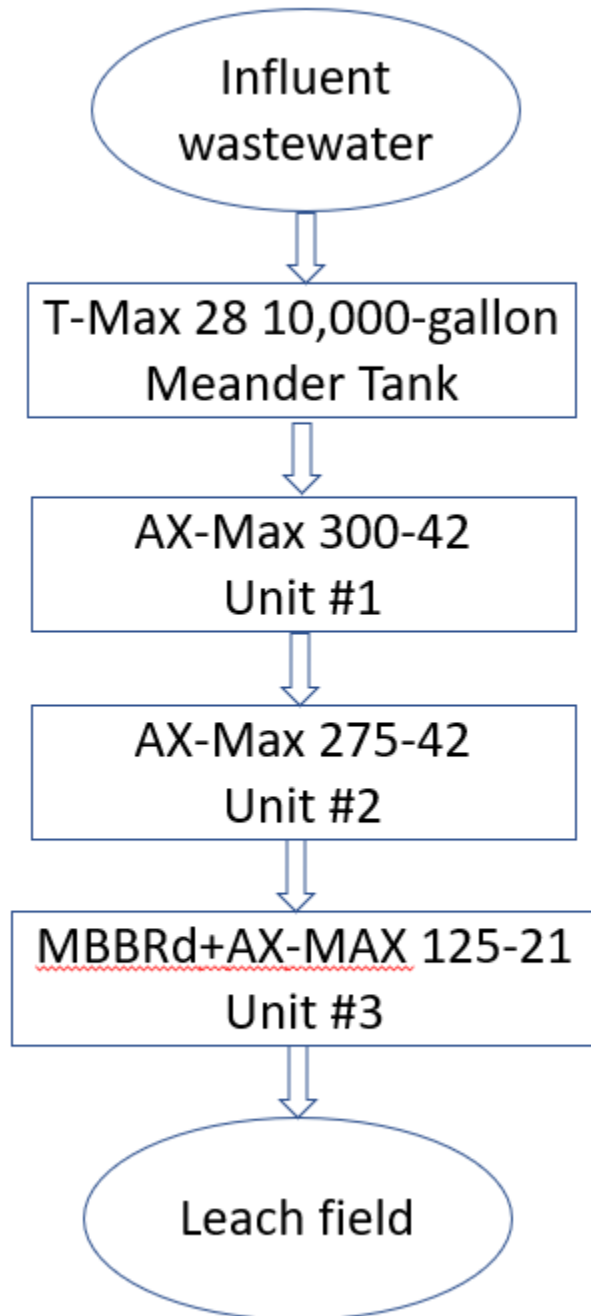 Influent
wastewater
T-Max 28 10,000-gallon
Meander Tank
AX-Max 300-42
Unit #1
AX-Max 275-42
Unit #2
MBBRd+AX-MAX 125-21
Unit #3
Leach field